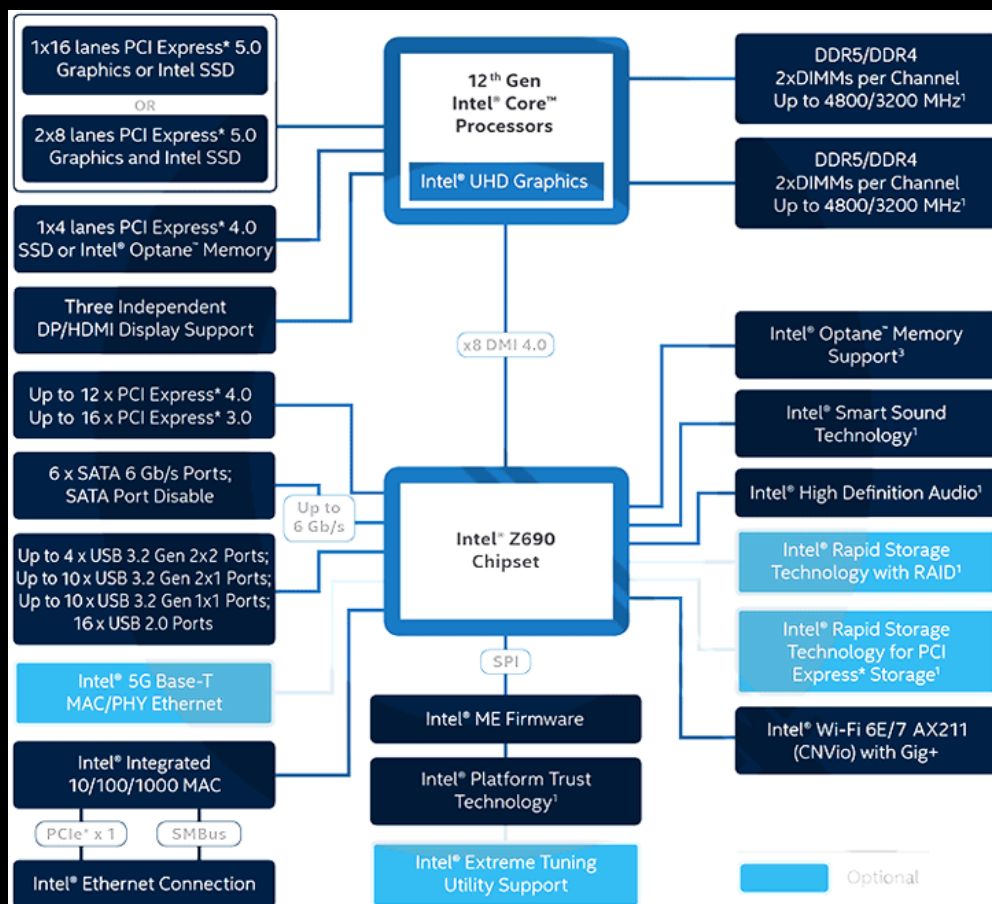 1x16 lanes PCI Express* 5.0
Graphics or Intel SSD
OR
2x8 lanes PCI Express* 5.0
Graphics and Intel SSD
1x4 lanes PCI Express* 4.0
SSD or Intel® Optane™ Memory
Three Independent
DP/HDMI Display Support
12th Gen
Intel® Core™
Processors
Intel® UHD Graphics
DDR5/DDR4
2xDIMMs per Channel
Up to 4800/3200 MHz¹
DDR5/DDR4
2xDIMMs per Channel
Up to 4800/3200 MHz¹
x8 DMI 4.0
Up to 12 x PCI Express* 4.0
Up to 16 x PCI Express* 3.0
6 x SATA 6 Gb/s Ports;
SATA Port Disable
Up to
6 Gb/s
Up to 4 x USB 3.2 Gen 2x2 Ports;
Up to 10 x USB 3.2 Gen 2x1 Ports;
Up to 10 x USB 3.2 Gen 1x1 Ports;
16 x USB 2.0 Ports
Intel® 5G Base-T
MAC/PHY Ethernet
Intel® Integrated
10/100/1000 MAC
PCIe* x 1
SMBus
Intel® Ethernet Connection
Intel® Z690
Chipset
SPI
Intel® ME Firmware
Intel® Platform Trust
Technology¹
Intel® Extreme Tuning
Utility Support
Intel® Optane™ Memory
Support³
Intel® Smart Sound
Technology¹
Intel® High Definition Audio¹
Intel® Rapid Storage
Technology with RAID¹
Intel® Rapid Storage
Technology for PCI
Express* Storage¹
Intel® Wi-Fi 6E/7 AX211
(CNVio) with Gig+
Optional